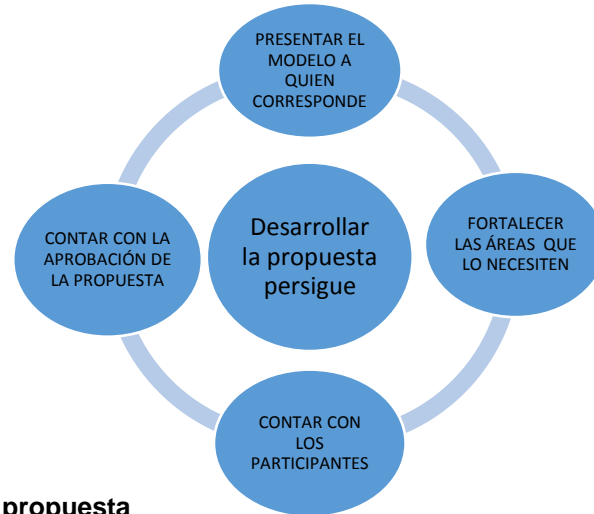 PRESENTAR EL
MODELO A
QUIEN
CORRESPONDE
FORTALECER
LAS ÁREAS QUE
LO NECESITEN
CONTAR CON
LOS
PARTICIPANTES
CONTAR CON LA
APROBACIÓN DE
LA PROPUESTA
Desarrollar
la propuesta
persigue
propuesta